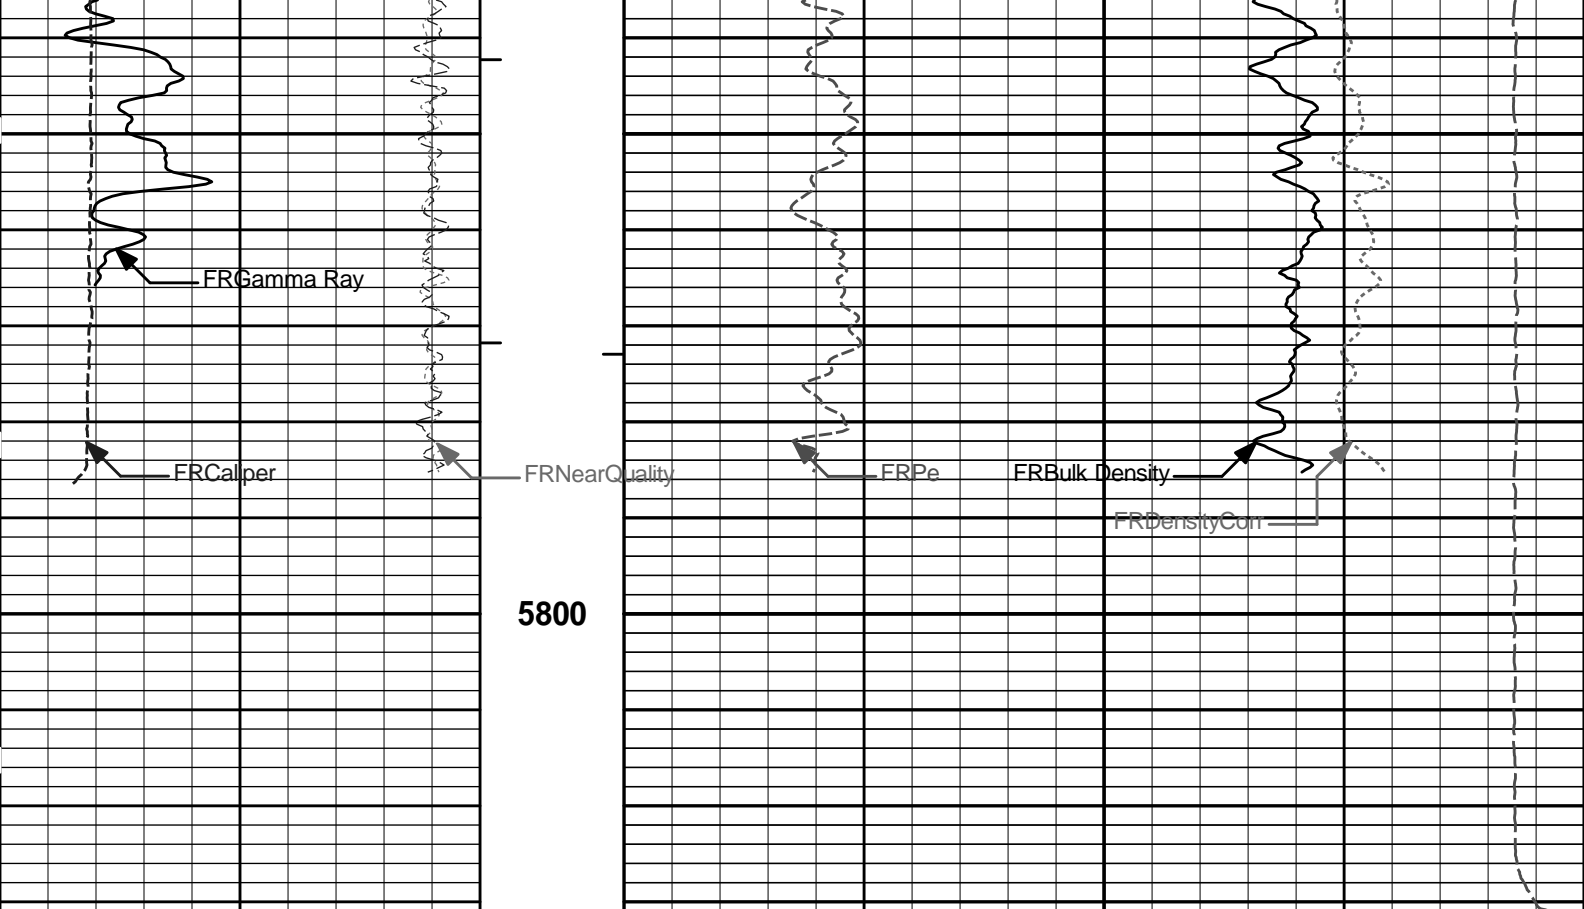 FRGamma Ray
FRCaliper
FRNearQuality
FRPe
FRBulk Density
FRDensityCorr
5800